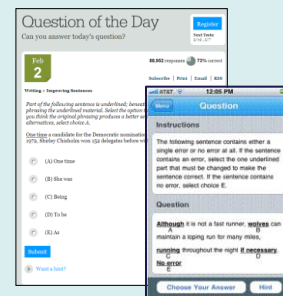 Question of the Day
Can you answer today's question?
Register
Next Tests:
Feb
2
88,962 responses 72% correct
Subscribe | Print | Email | RSS
Writing > Improving Sentences
Part of the following sentence is underlined; beneath
phrasing the underlined material. Select the option
you think the original phrasing produces a better
alternatives, select choice A.
One time a candidate for the Democratic nomination
1972, Shirley Chisholm won 152 delegates before
(A) One time
(B) She was
(C) Being
(D) To be
(E) As
Submit
Want a hint?
AT&T 12:05 PM
Menu
Question
Instructions
The following sentence contains either a
single error or no error at all. If the sentence
contains an error, select the one underlined
part that must be changed to make the
sentence correct. If the sentence contains
no error, select choice E.
Question
Although it is not a fast runner, wolves can
A B
maintain a loping run for many miles,
running throughout the night if necessary.
C D
No error
E
Choose Your Answer
Hint